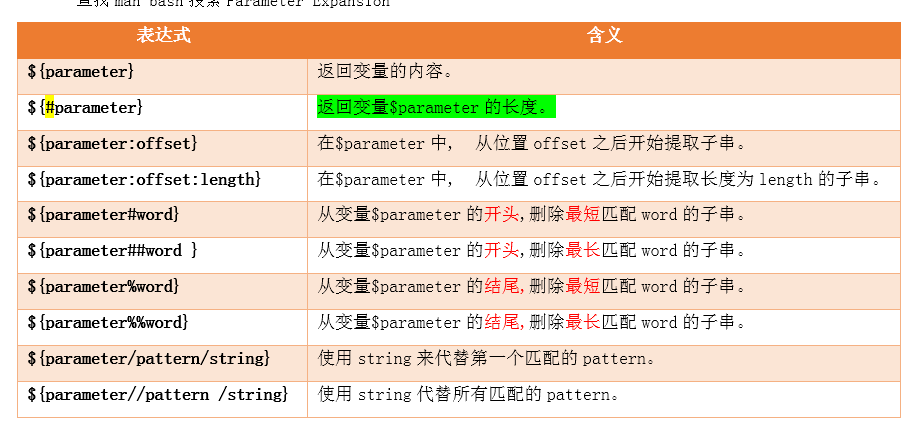 查找 man bash 搜索 Parameter Expansion
表达式 含义
${parameter} 返回变量的内容。
${#parameter} 返回变量$parameter 的长度。
${parameter:offset} 在$parameter 中, 从位置 offset 之后开始提取子串。
${parameter:offset:length} 在$parameter 中, 从位置 offset 之后开始提取长度为 length 的子串。
${parameter#word} 从变量$parameter 的开头,删除最短匹配 word 的子串。
${parameter##word } 从变量$parameter 的开头,删除最长匹配 word 的子串。
${parameter%word} 从变量$parameter 的结尾,删除最短匹配 word 的子串。
${parameter%%word} 从变量$parameter 的结尾,删除最长匹配 word 的子串。
${parameter/pattern/string} 使用 string 来代替第一个匹配的 pattern。
${parameter//pattern /string} 使用 string 代替所有匹配的 pattern。